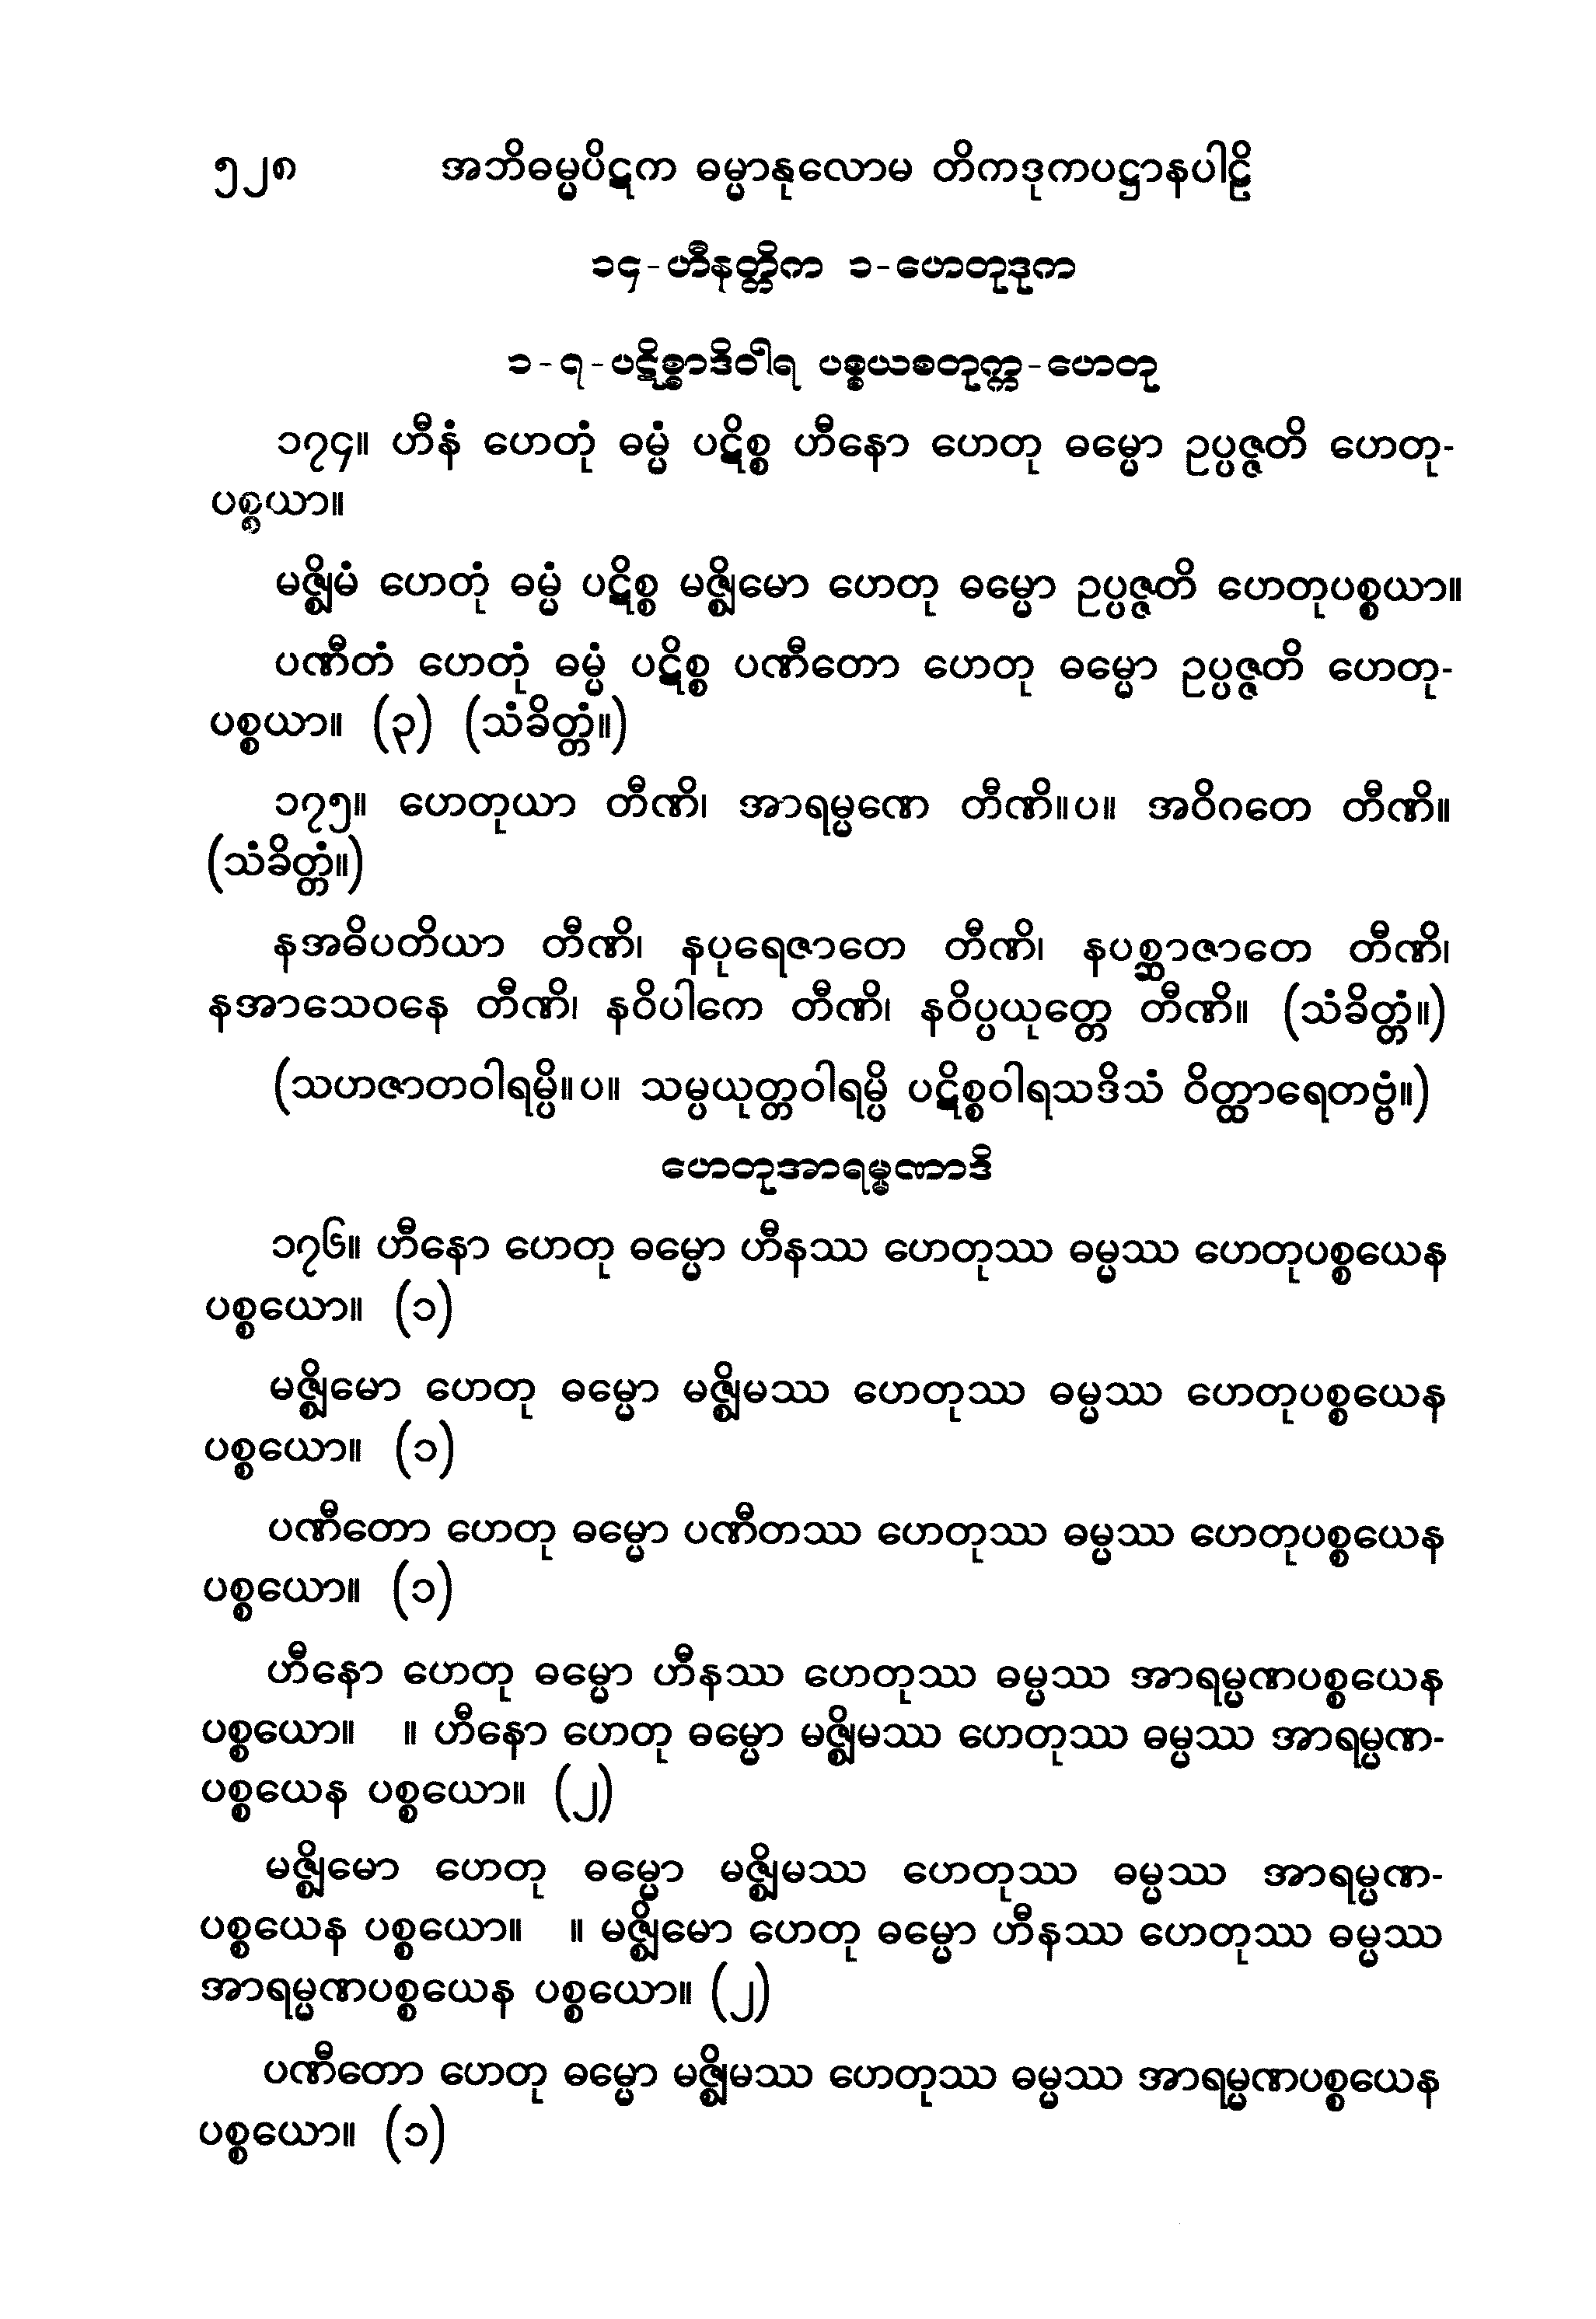 ၅၂၈ အဘိဓမ္မပိဋက ဓမ္မာနုလောမ တိကဒုကပဋ္ဌာနပါဠိ
၁၄-ဟီနတ္တိက ၁-ဟေတုဒုက
၁-၇-ပဋိစ္စာဒိဝါရ ပစ္စယစတုက္က-ဟေတု
၁၇၄။ ဟီနံ ဟေတုံ ဓမ္မံ ပဋိစ္စ ဟီနော ဟေတု ဓမ္မော ဥပ္ပဇ္ဇတိ ဟေတု-
ပစ္စယာ။
မဇ္ဈိမံ ဟေတုံ ဓမ္မံ ပဋိစ္စ မဇ္ဈိမော ဟေတု ဓမ္မော ဥပ္ပဇ္ဇတိ ဟေတုပစ္စယာ။
ပဏီတံ ဟေတုံ ဓမ္မံ ပဋိစ္စ ပဏီတော ဟေတု ဓမ္မော ဥပ္ပဇ္ဇတိ ဟေတု-
ပစ္စယာ။ (၃) (သံခိတ္တံ။)
၁၇၅။ ဟေတုယာ တီဏိ၊ အာရမ္မဏေ တီဏိ။ပ။ အဝိဂတေ တီဏိ။
(သံခိတ္တံ။)
နအဓိပတိယာ တီဏိ၊ နပုရေဇာတေ တီဏိ၊ နပစ္ဆာဇာတေ တီဏိ၊
နအာသေဝနေ တီဏိ၊ နဝိပါကေ တီဏိ၊ နဝိပ္ပယုတ္တေ တီဏိ။ (သံခိတ္တံ။)
(သဟဇာတဝါရမ္ပိ။ပ။ သမ္ပယုတ္တဝါရမ္ပိ ပဋိစ္စဝါရသဒိသံ ဝိတ္ထာရေတဗ္ဗံ။)
ဟေတုအာရမ္မဏာဒိ
၁၇၆။ ဟီနော ဟေတု ဓမ္မော ဟီနဿ ဟေတုဿ ဓမ္မဿ ဟေတုပစ္စယေန
ပစ္စယော။ (၁)
မဇ္ဈိမော ဟေတု ဓမ္မော မဇ္ဈိမဿ ဟေတုဿ ဓမ္မဿ ဟေတုပစ္စယေန
ပစ္စယော။ (၁)
ပဏီတော ဟေတု ဓမ္မော ပဏီတဿ ဟေတုဿ ဓမ္မဿ ဟေတုပစ္စယေန
ပစ္စယော။ (၁)
ဟီနော ဟေတု ဓမ္မော ဟီနဿ ဟေတုဿ ဓမ္မဿ အာရမ္မဏပစ္စယေန
ပစ္စယော။ ။ ဟီနော ဟေတု ဓမ္မော မဇ္ဈိမဿ ဟေတုဿ ဓမ္မဿ အာရမ္မဏ-
ပစ္စယေန ပစ္စယော။ (၂)
မဇ္ဈိမော ဟေတု ဓမ္မော မဇ္ဈိမဿ ဟေတုဿ ဓမ္မဿ အာရမ္မဏ-
ပစ္စယေန ပစ္စယော။ ။ မဇ္ဈိမော ဟေတု ဓမ္မော ဟီနဿ ဟေတုဿ ဓမ္မဿ
အာရမ္မဏပစ္စယေန ပစ္စယော။ (၂)
ပဏီတော ဟေတု ဓမ္မော မဇ္ဈိမဿ ဟေတုဿ ဓမ္မဿ အာရမ္မဏပစ္စယေန
ပစ္စယော။ (၁)